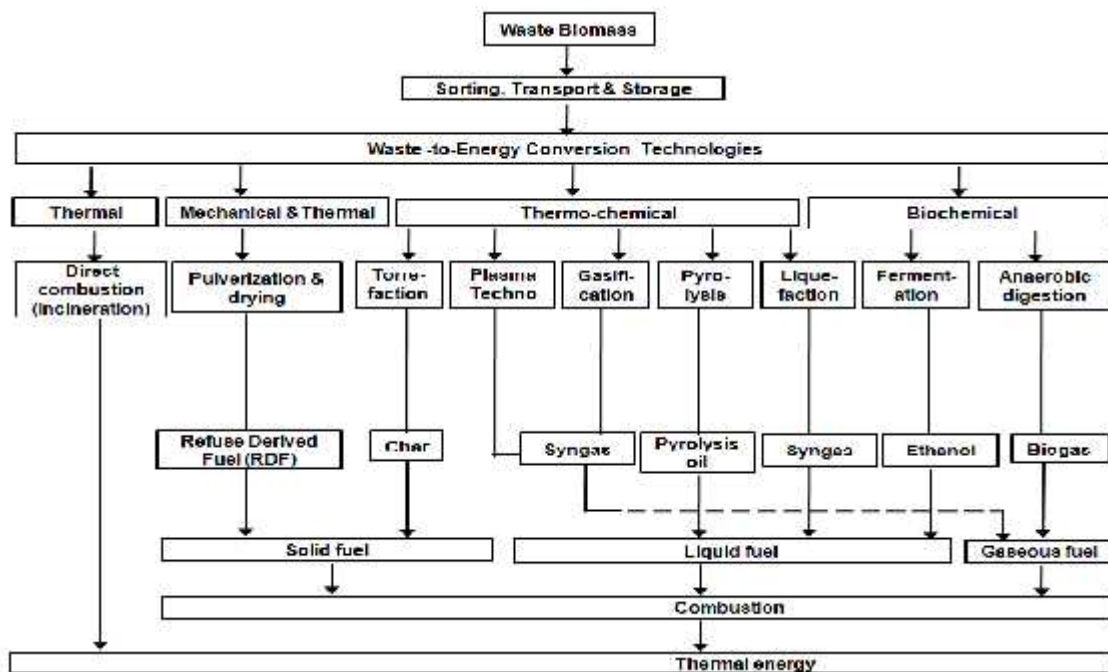 Waste Biomass
Sorting, Transport & Storage
Waste -to-Energy Conversion Technologies
Thermal
Mechanical & Thermal
Thermo-chemical
Biochemical
Direct
combustion
(incineration)
Pulverization &
drying
Torre-
faction
Plasma
Techno
Gasifi-
cation
Pyro-
lysis
Lique-
faction
Ferment-
ation
Anaerobic
digestion
Refuse Derived
Fuel (RDF)
Char
Syngas
Pyrolysis
oil
Syngas
Ethanol
Biogas
Solid fuel
Liquid fuel
Gaseous fuel
Combustion
Thermal energy